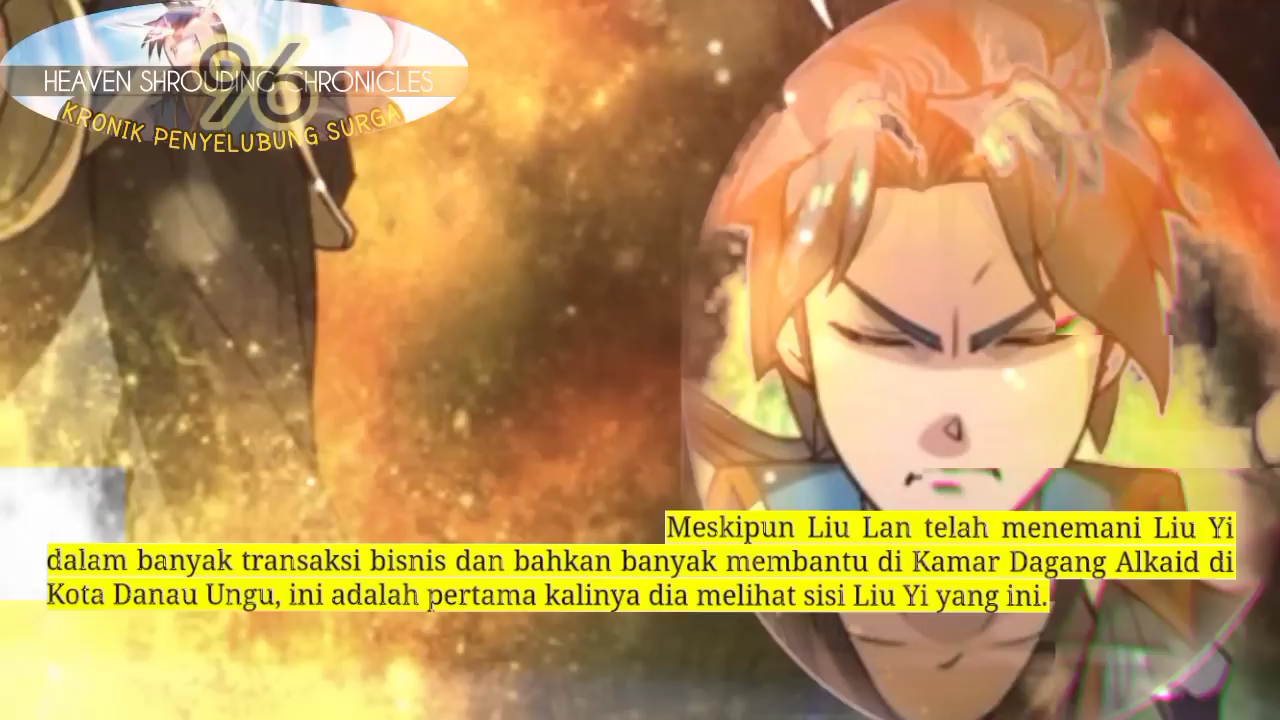 96
HEAVEN SHROUDING CHRONICLES
KRONIK PENYELUBUNG SURGA
Meskipun Liu Lan telah menemani Liu Yi
dalam banyak transaksi bisnis dan bahkan banyak membantu di Kamar Dagang Alkaid di
Kota Danau Ungu, ini adalah pertama kalinya dia melihat sisi Liu Yi yang ini.